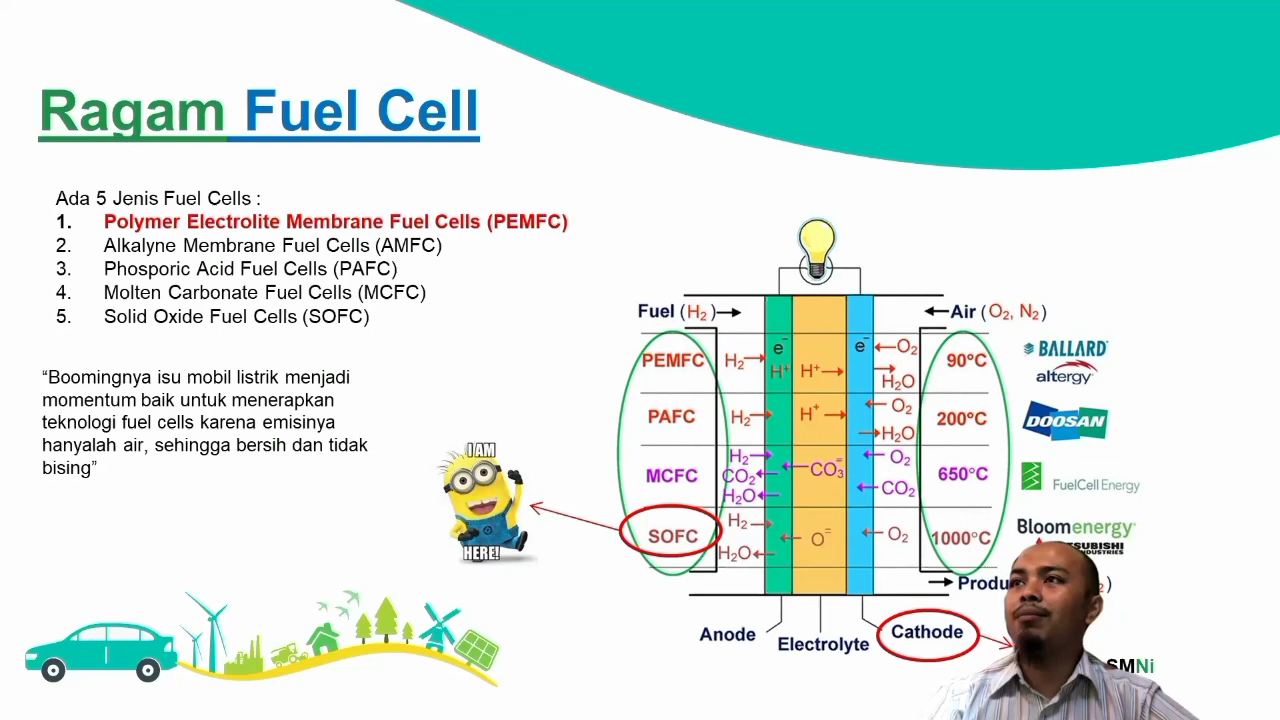 Ragam Fuel Cell
Ada 5 Jenis Fuel Cells :
1. Polymer Electrolite Membrane Fuel Cells (PEMFC)
2. Alkalyne Membrane Fuel Cells (AMFC)
3. Phosporic Acid Fuel Cells (PAFC)
4. Molten Carbonate Fuel Cells (MCFC)
5. Solid Oxide Fuel Cells (SOFC)
“Boomingnya isu mobil listrik menjadi
momentum baik untuk menerapkan
teknologi fuel cells karena emisinya
hanyalah air, sehingga bersih dan tidak
bising”
I AM
HERE!
Fuel (H₂)
Air (O₂, N₂)
PEMFC
H₂
e⁻
H⁺
H⁺
e⁻
O₂
H₂O
90°C
BALLARD
altergy
PAFC
H₂
H⁺
O₂
H₂O
200°C
DOOSAN
MCFC
H₂
CO₂
H₂O
CO₃⁼
O₂
CO₂
650°C
FuelCell Energy
SOFC
H₂
H₂O
O⁼
O₂
1000°C
Bloomenergy
Anode
Electrolyte
Cathode
SMNi